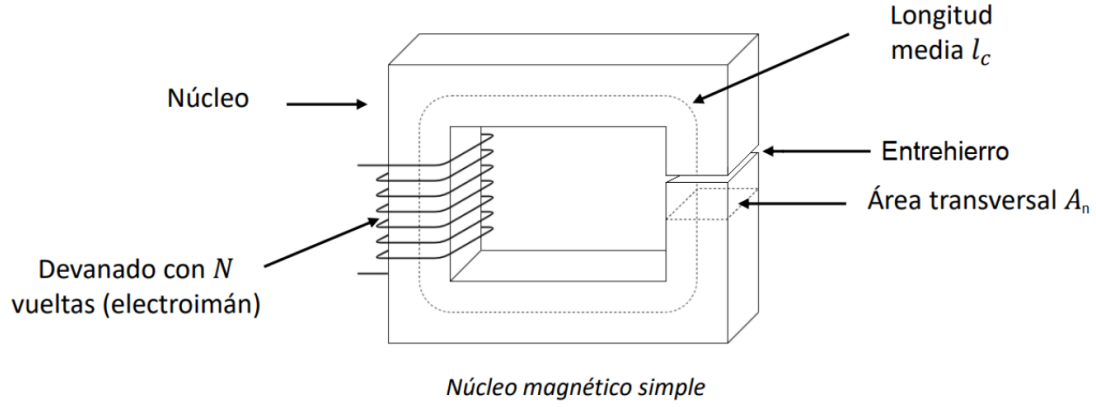 Longitud
media l_c
Núcleo
Entrehierro
Área transversal A_n
Devanado con N
vueltas (electroimán)
Núcleo magnético simple